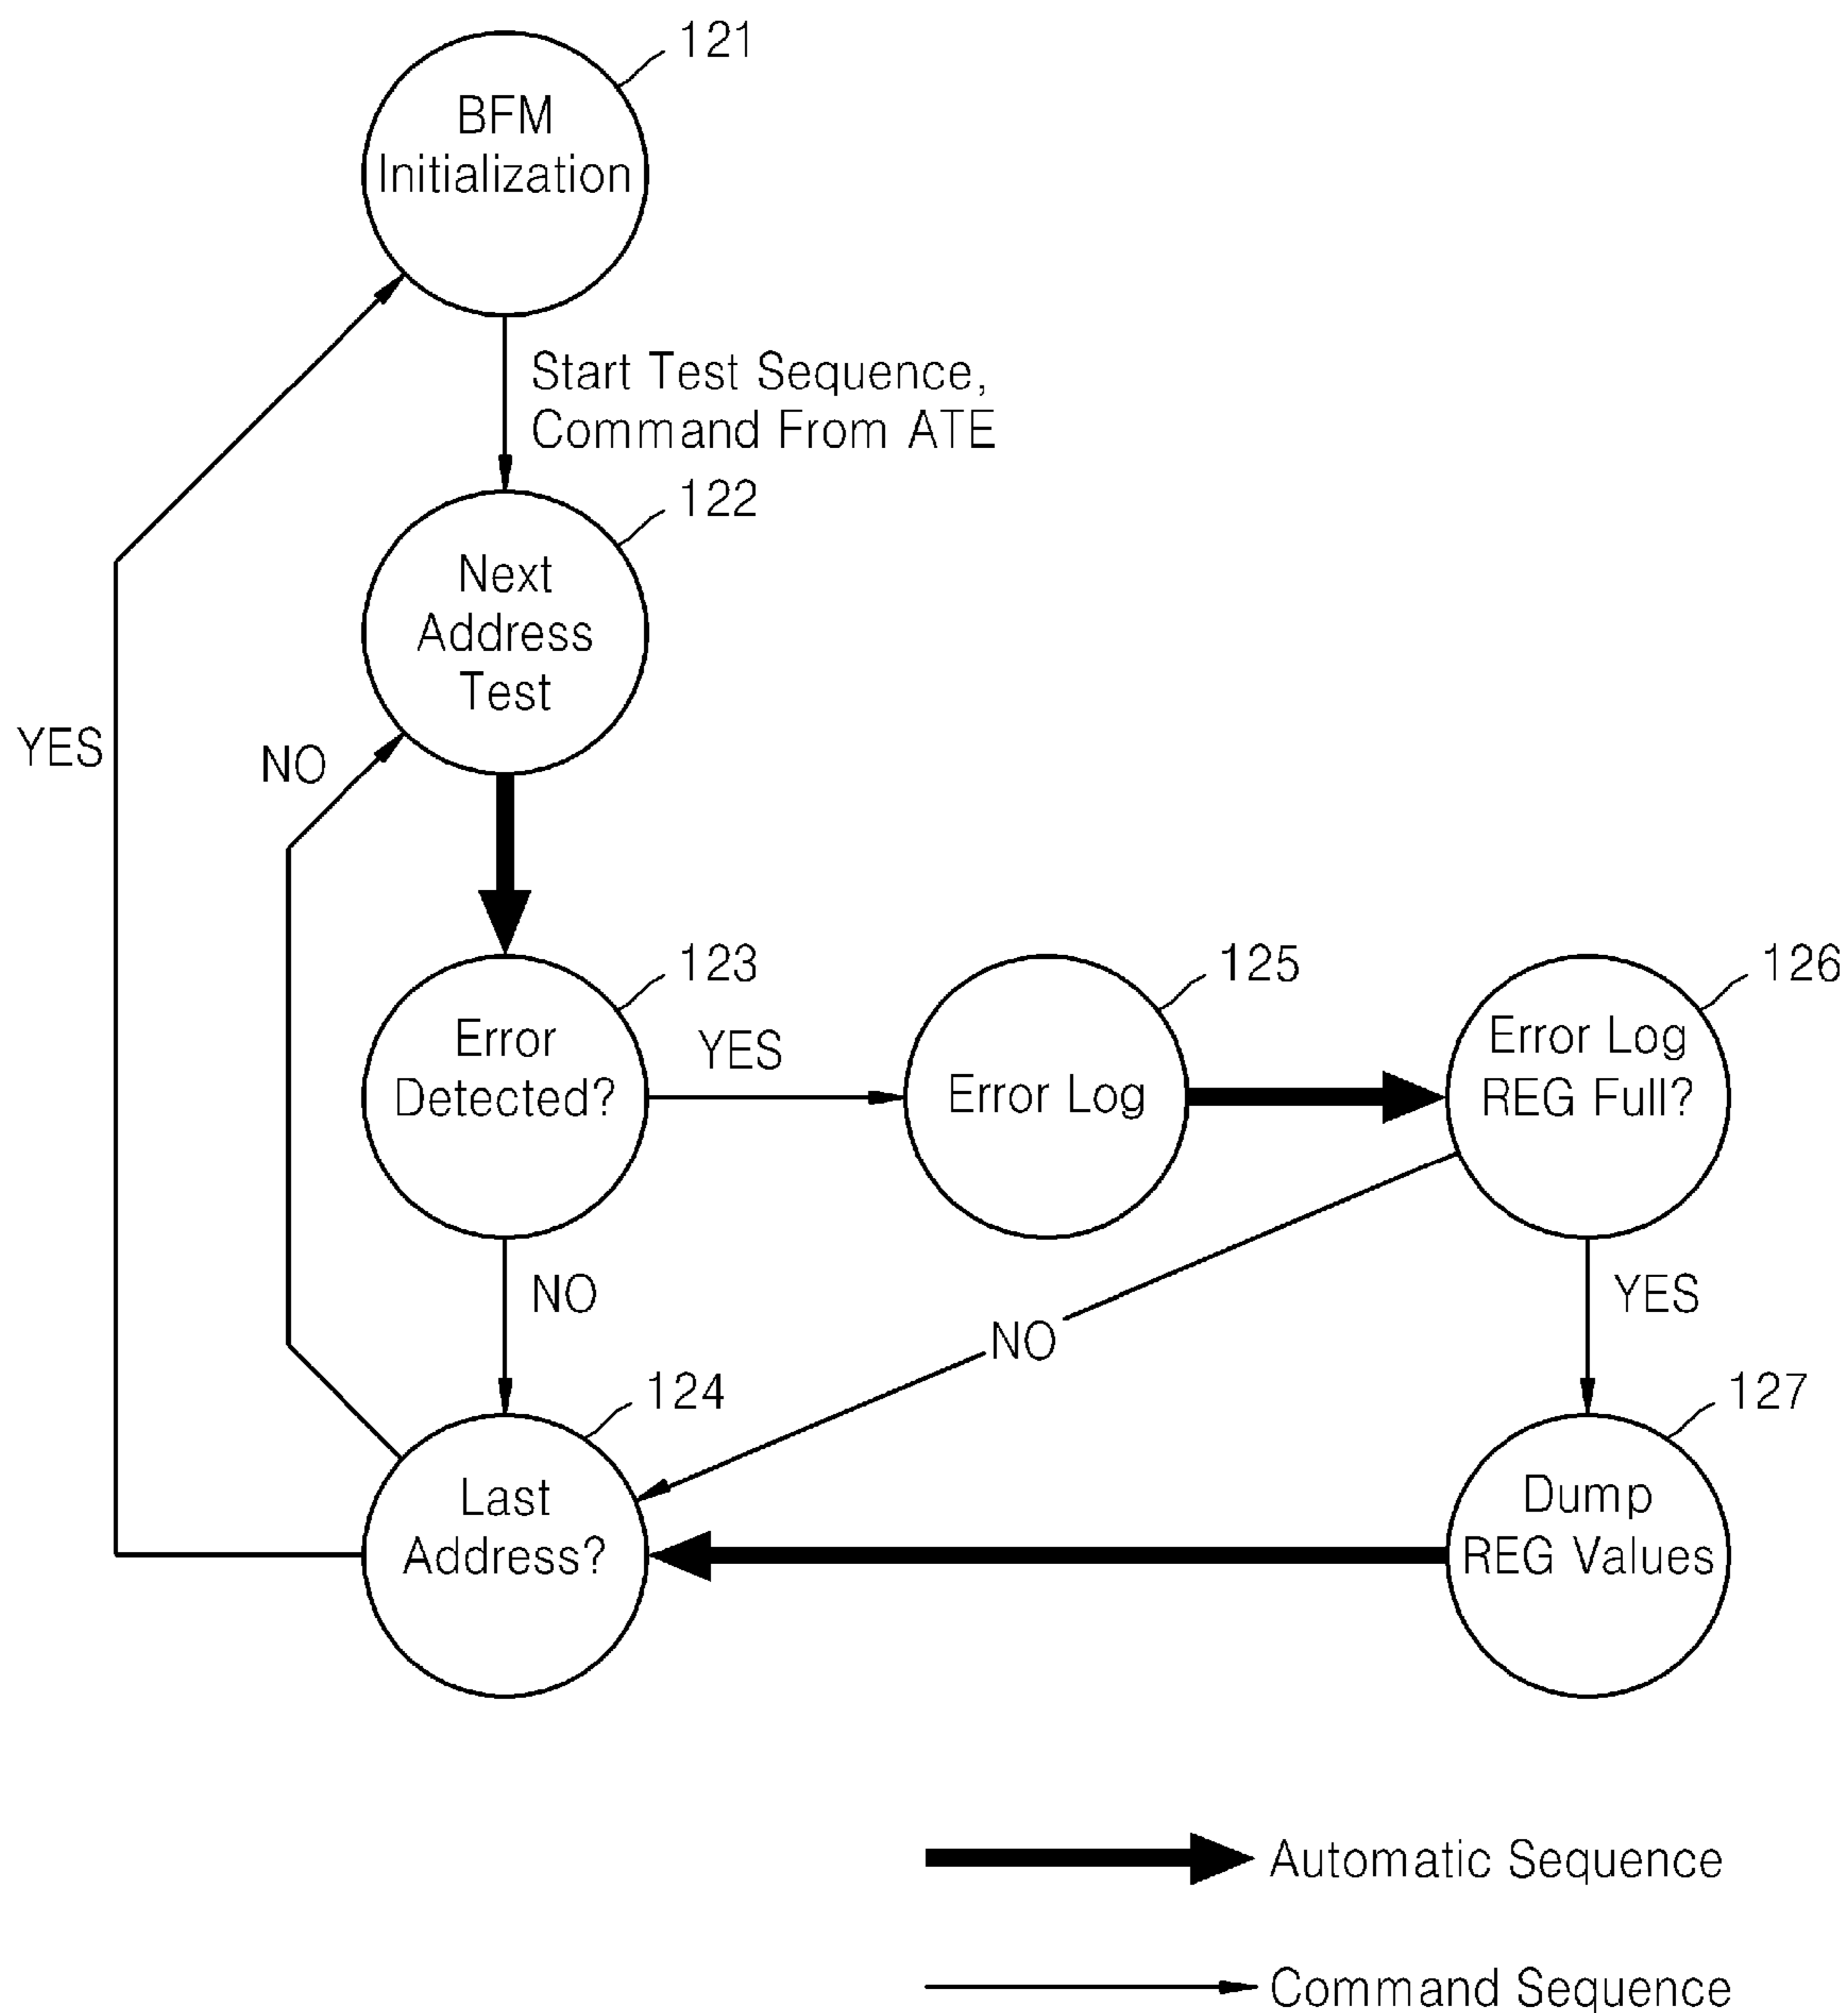 121
BFM
Initialization
Start Test Sequence,
Command From ATE
122
Next
Address
Test
YES
NO
123
Error
Detected?
YES
125
Error Log
126
Error Log
REG Full?
NO
NO
YES
124
Last
Address?
127
Dump
REG Values
Automatic Sequence
Command Sequence